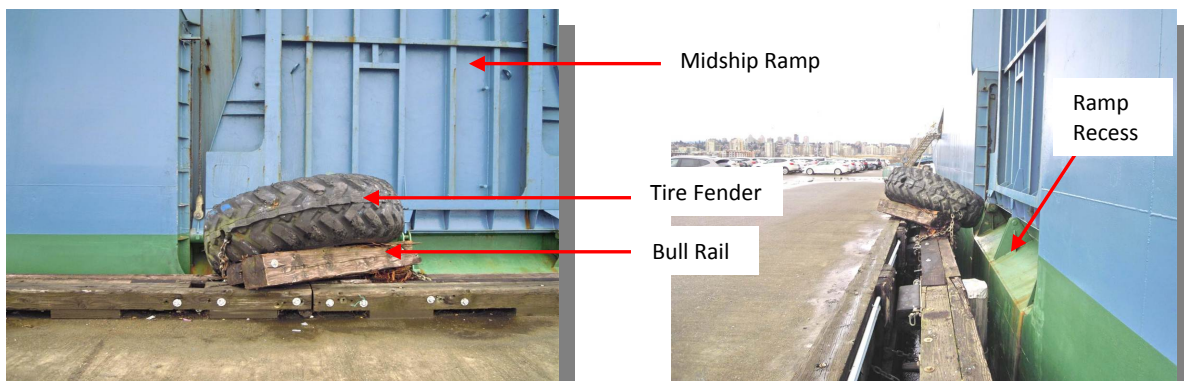 Midship Ramp
Ramp
Recess
Tire Fender
Bull Rail